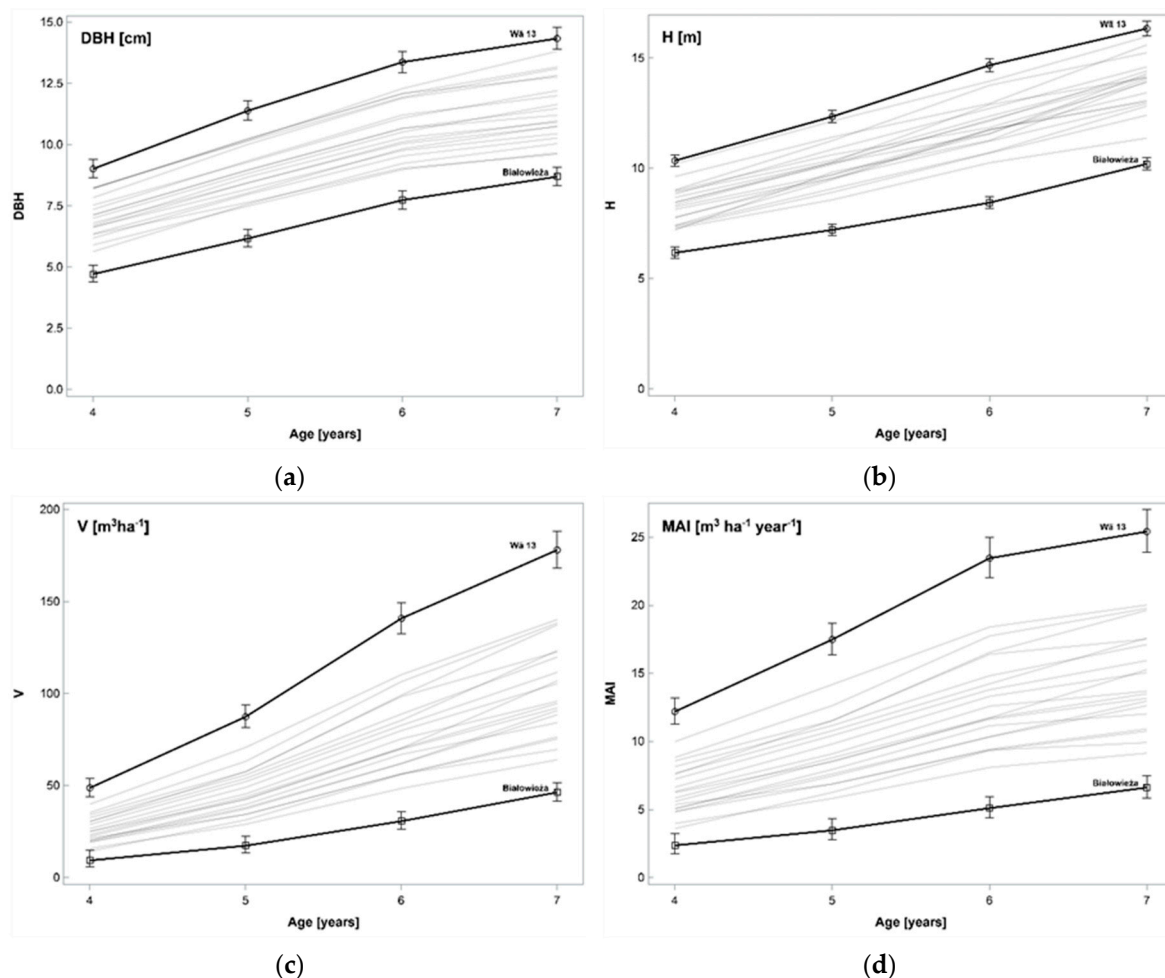 DBH [cm]
Wä 13
Białowieża
15.0
12.5
10.0
7.5
5.0
2.5
0.0
DBH
4 5 6 7
Age [years]
(a)
H [m]
Wä 13
Białowieża
15
10
5
0
H
4 5 6 7
Age [years]
(b)
V [m³ha⁻¹]
Wä 13
Białowieża
200
150
100
50
0
V
4 5 6 7
Age [years]
(c)
MAI [m³ ha⁻¹ year⁻¹]
Wä 13
Białowieża
25
20
15
10
5
0
MAI
4 5 6 7
Age [years]
(d)